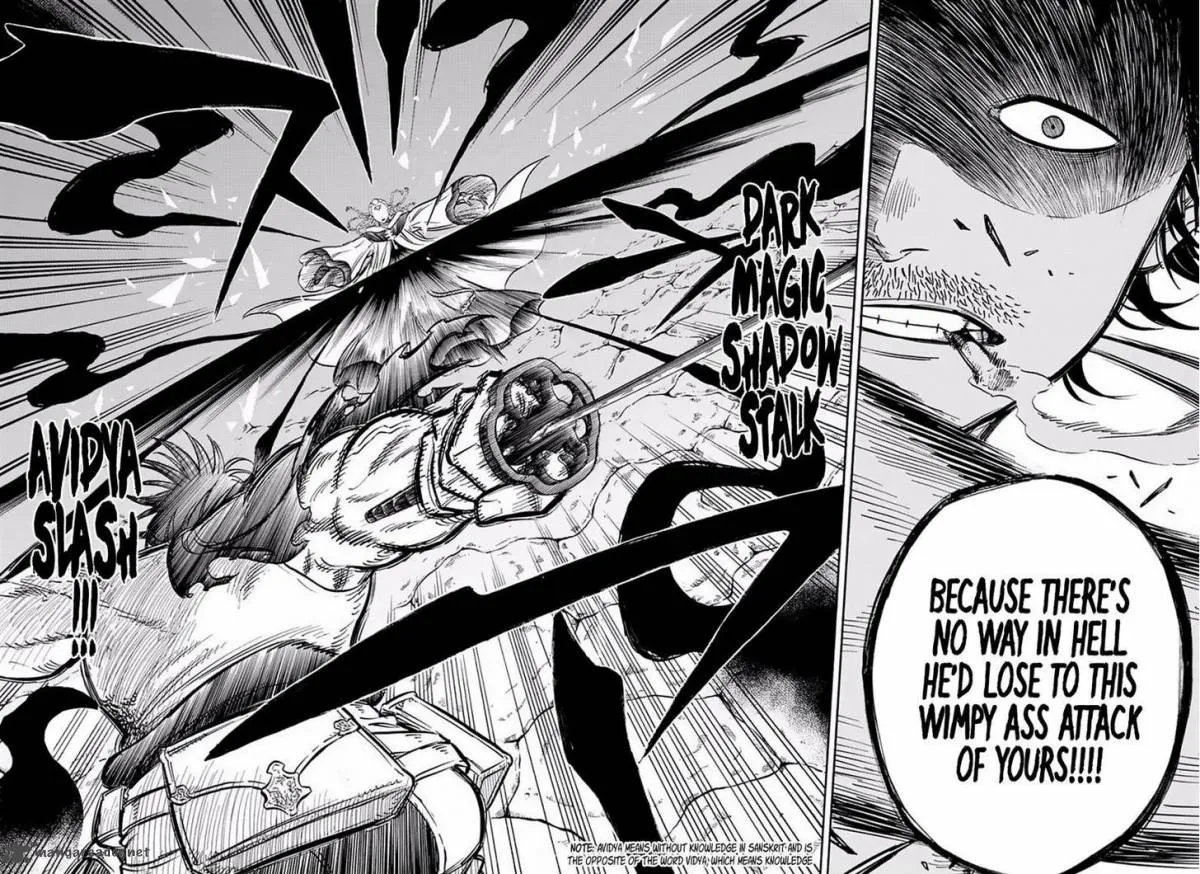 BECAUSE THERE'S
NO WAY IN HELL
HE'D LOSE TO THIS
WIMPY ASS ATTACK
OF YOURS!!!!
DARK
MAGIC,
SHADOW
STALK
AVIDYA
SLASH
!!!
NOTE: AVIDYA MEANS WITHOUT KNOWLEDGE IN SANSKRIT AND IS
THE OPPOSITE OF THE WORD VIDYA, WHICH MEANS KNOWLEDGE.